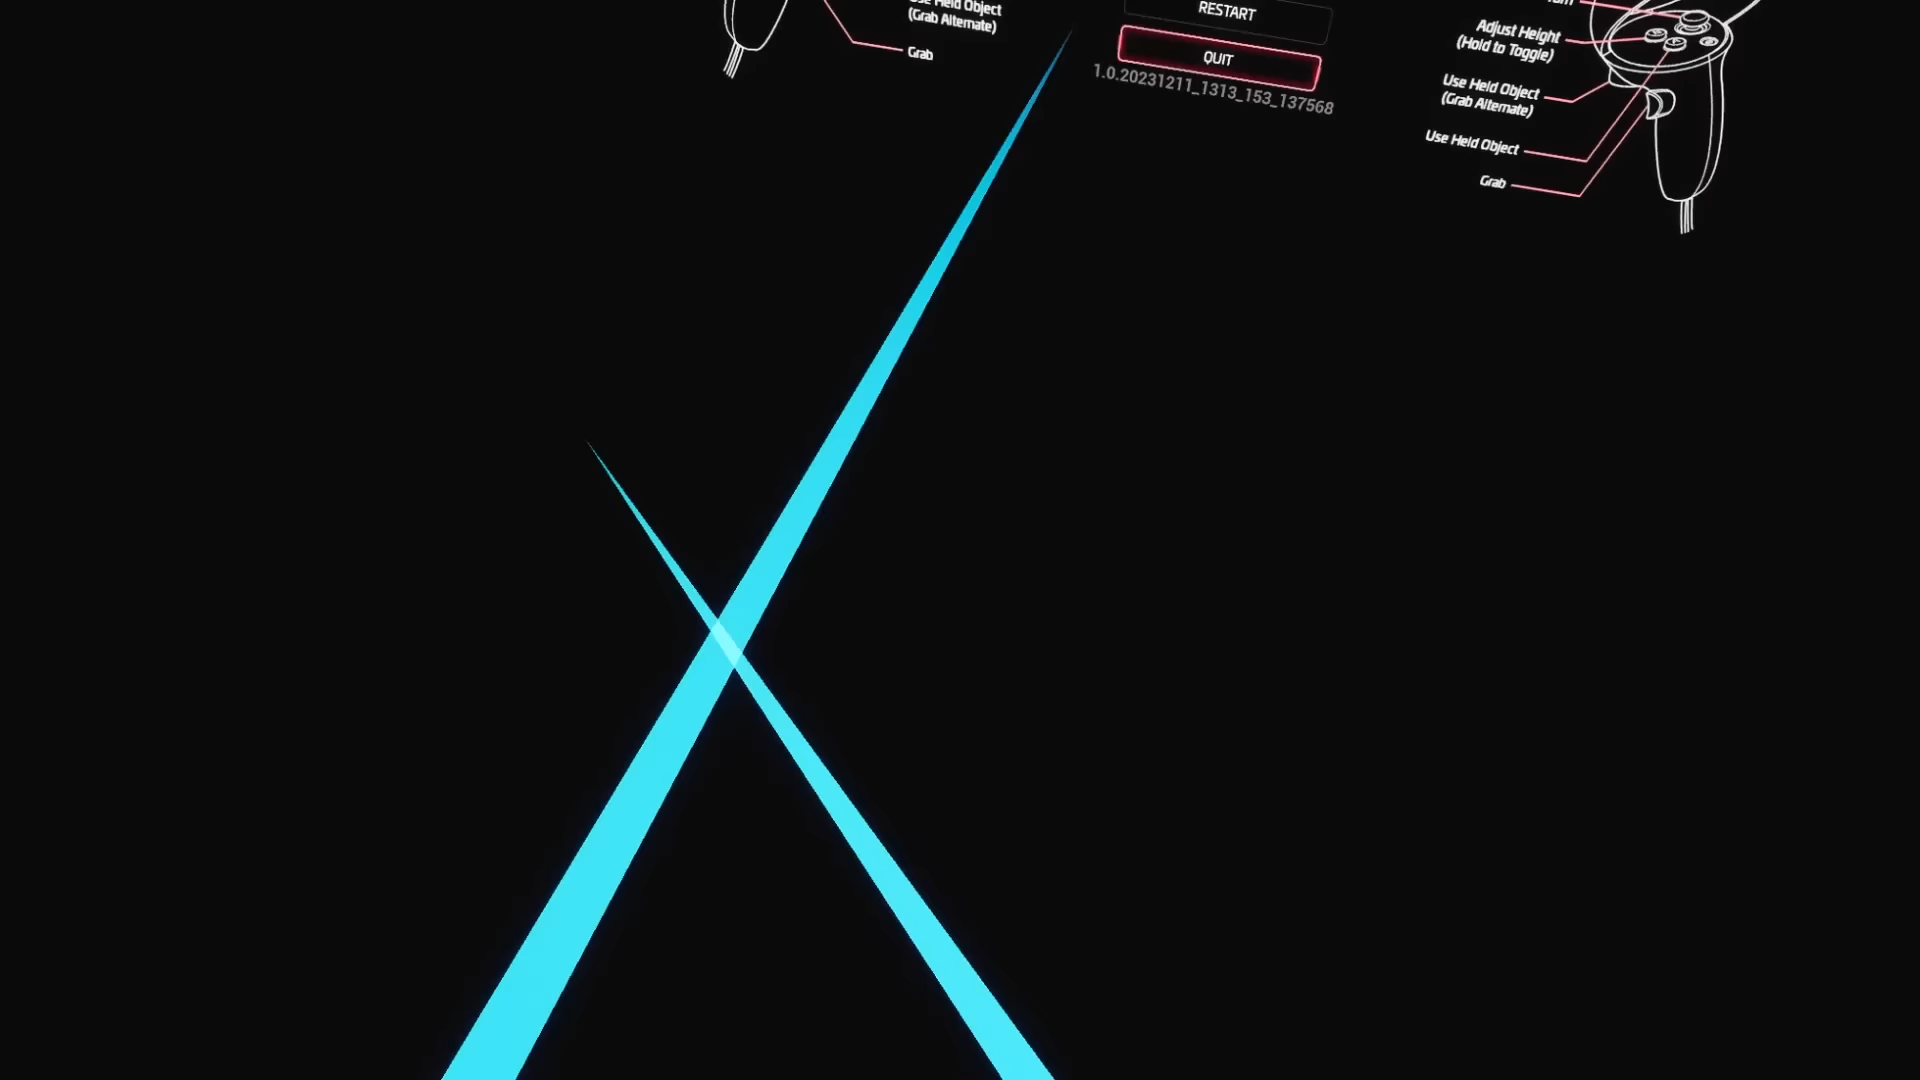 Held Object
(Grab Alternate)
Grab
RESTART
QUIT
1.0.20231211_1313_153_137568
Adjust Height
(Hold to Toggle)
Use Held Object
(Grab Alternate)
Use Held Object
Grab